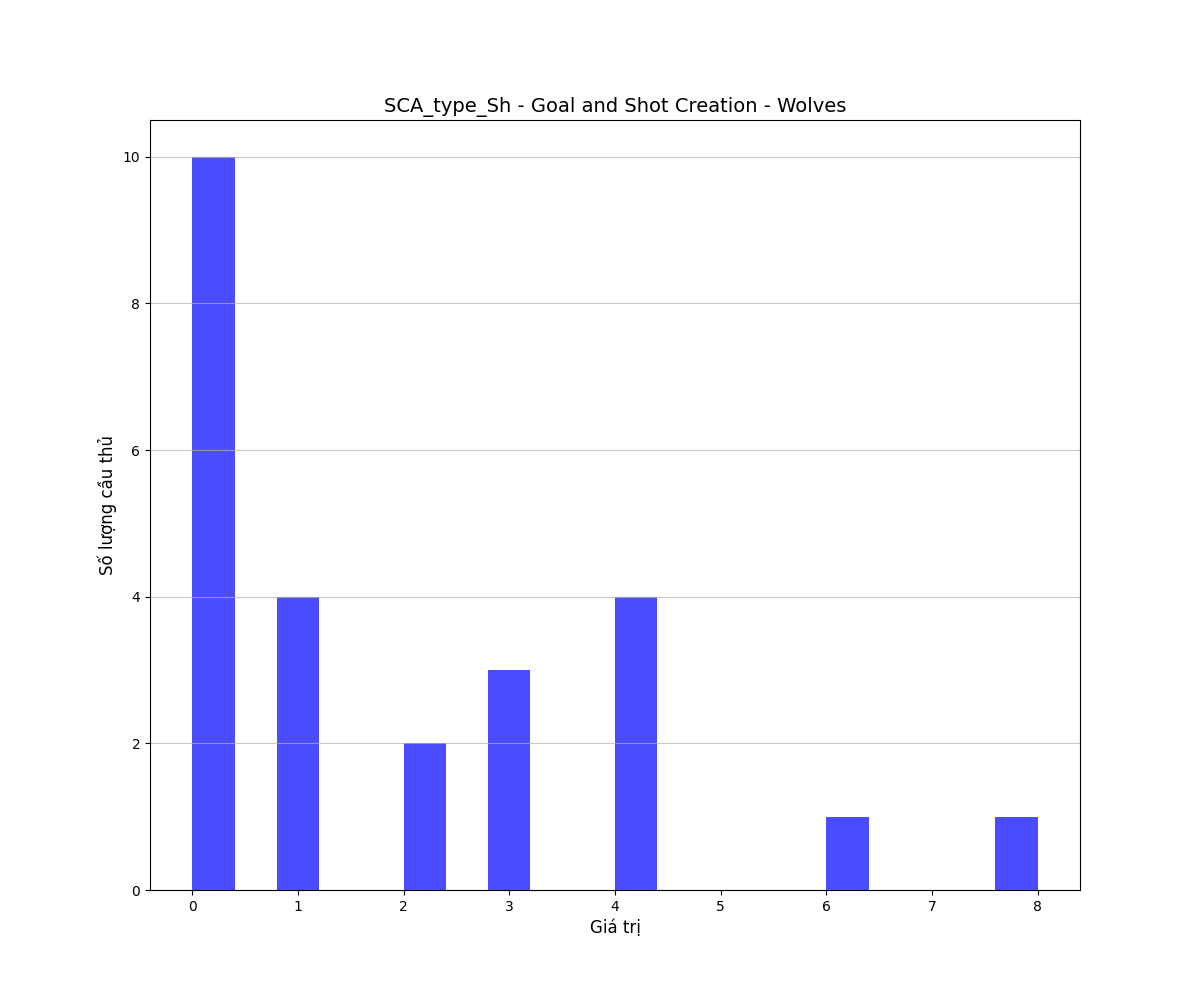 SCA_type_Sh - Goal and Shot Creation - Wolves
10
8
6
4
2
0
Số lượng cầu thủ
0 1 2 3 4 5 6 7 8
Giá trị